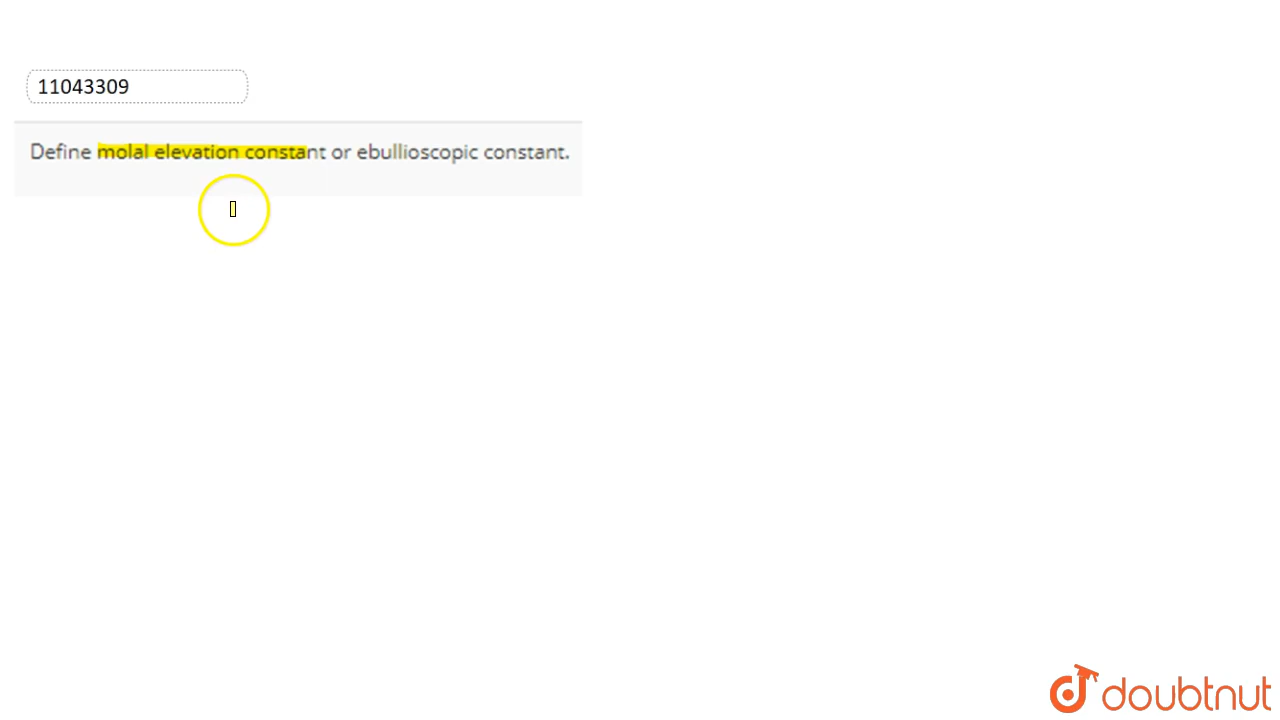 11043309
Define molal elevation constant or ebullioscopic constant.
doubtnut